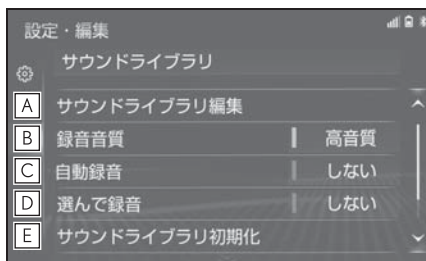 設定・編集
サウンドライブラリ
A サウンドライブラリ編集
B 録音音質 高音質
C 自動録音 しない
D 選んで録音 しない
E サウンドライブラリ初期化